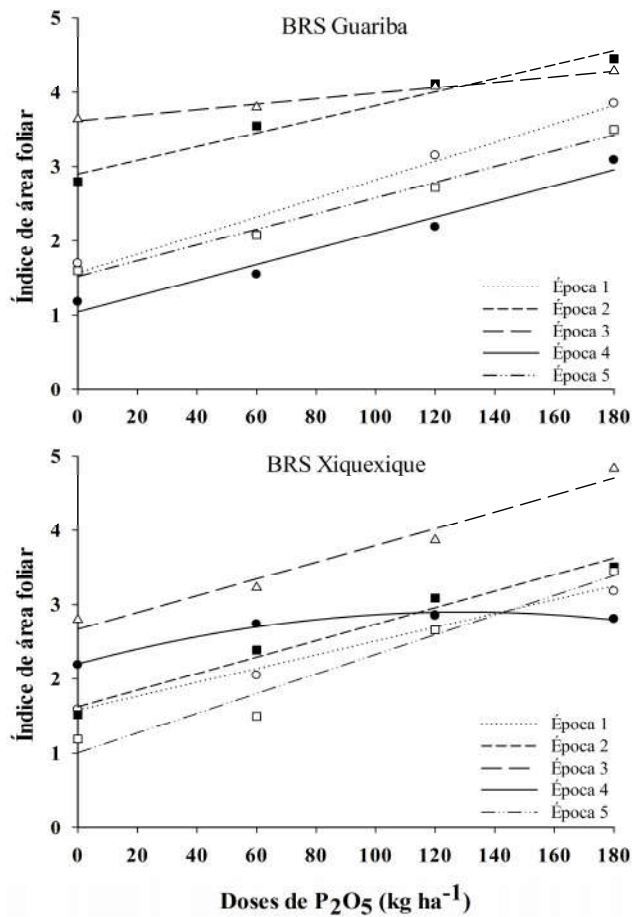 BRS Guariba
Índice de área foliar
5
4
3
2
1
0
Época 1
Época 2
Época 3
Época 4
Época 5
0 20 40 60 80 100 120 140 160 180
BRS Xiquexique
Índice de área foliar
5
4
3
2
1
0
Época 1
Época 2
Época 3
Época 4
Época 5
0 20 40 60 80 100 120 140 160 180
Doses de P2O5 (kg ha-1)